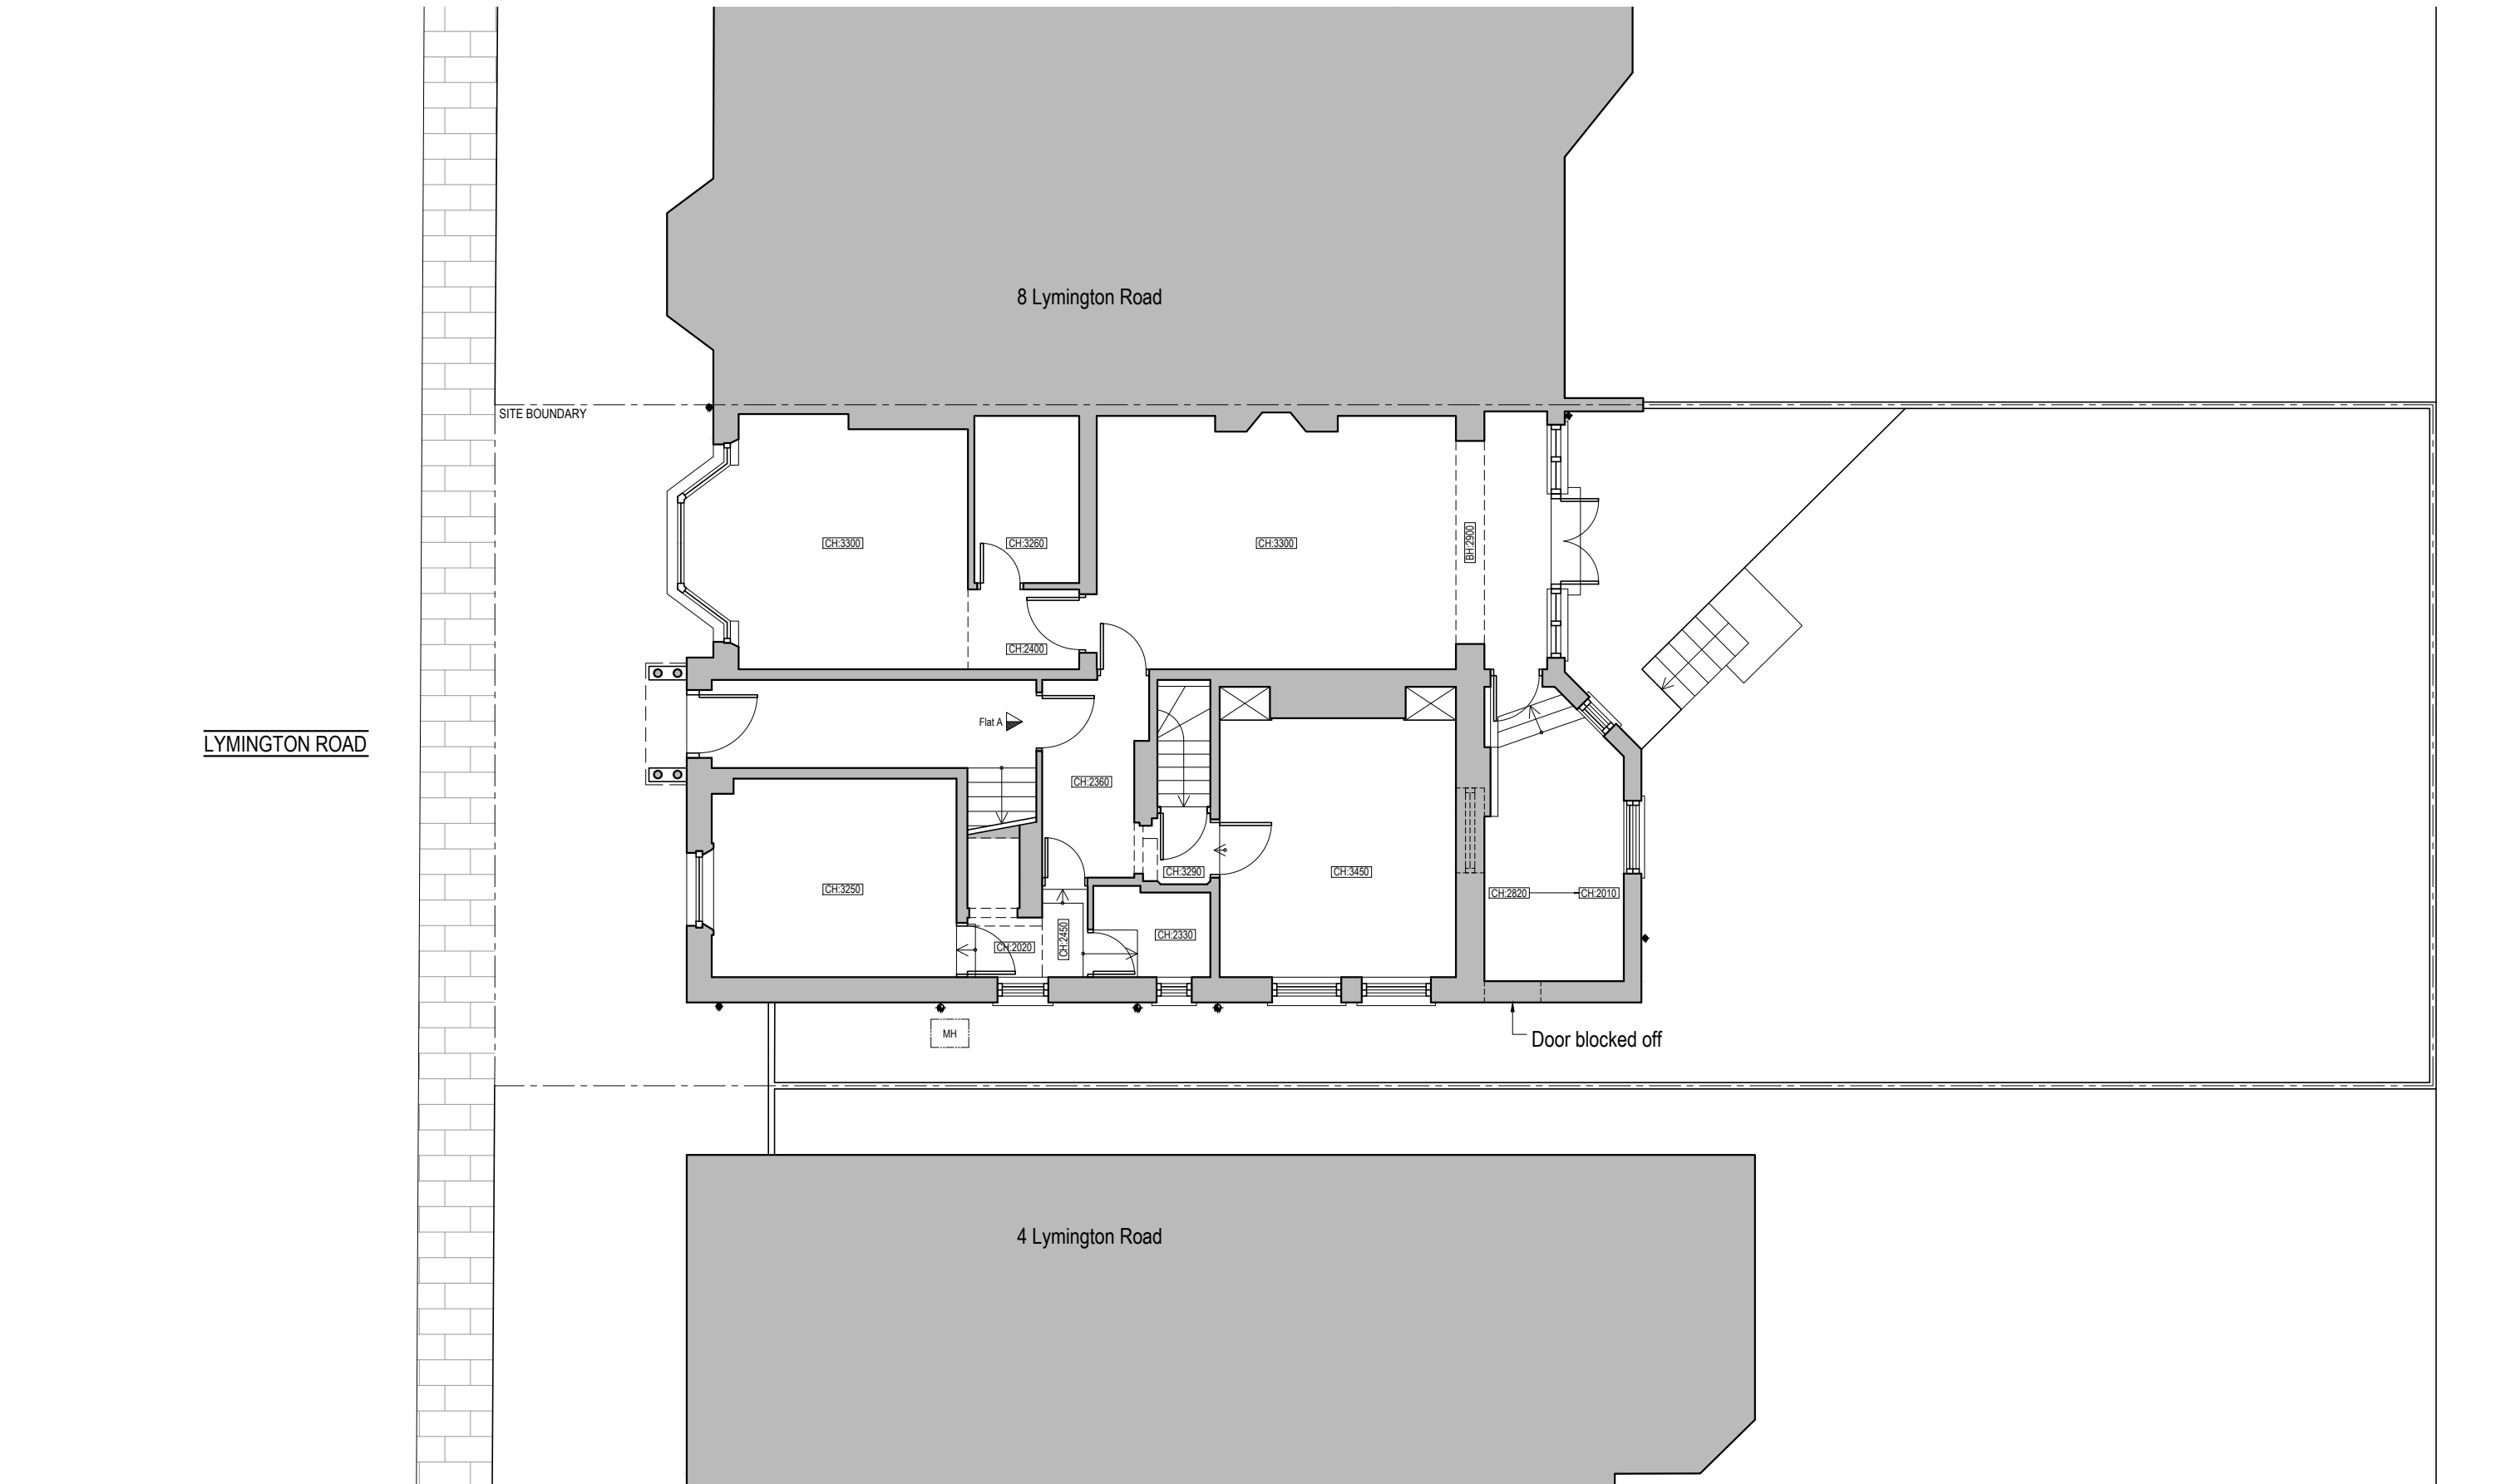 8 Lymington Road
SITE BOUNDARY
CH:3300
CH:3260
CH:3300
BH:2900
CH:2400
Flat A
LYMINGTON ROAD
CH:2360
CH:3290
CH:3450
CH:3250
CH:2820
CH:2010
CH:2450
CH:2330
CH:2020
MH
Door blocked off
4 Lymington Road